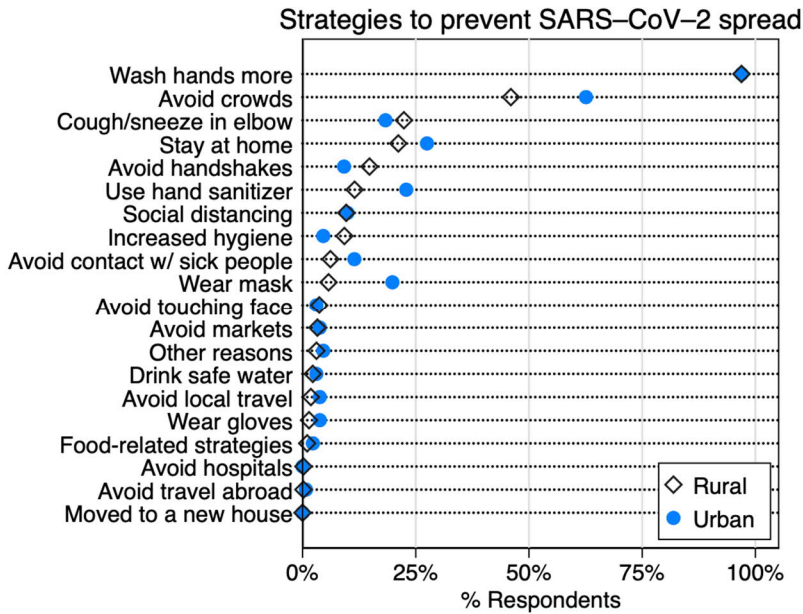 Strategies to prevent SARS–CoV–2 spread
Wash hands more
Avoid crowds
Cough/sneeze in elbow
Stay at home
Avoid handshakes
Use hand sanitizer
Social distancing
Increased hygiene
Avoid contact w/ sick people
Wear mask
Avoid touching face
Avoid markets
Other reasons
Drink safe water
Avoid local travel
Wear gloves
Food-related strategies
Avoid hospitals
Avoid travel abroad
Moved to a new house
Rural
Urban
0% 25% 50% 75% 100%
% Respondents